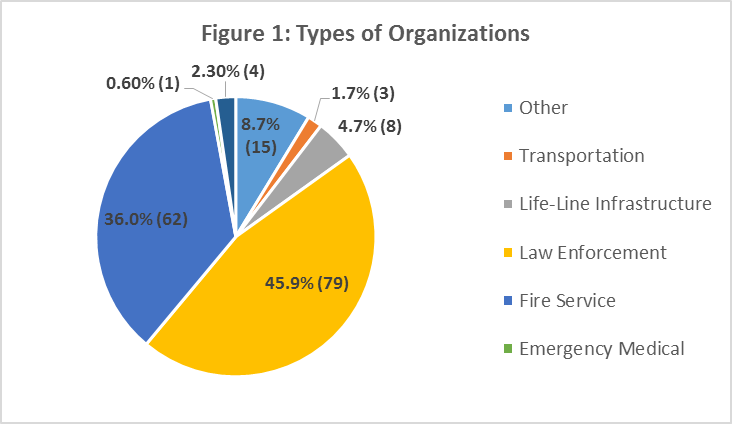 Figure 1: Types of Organizations
0.60% (1)
2.30% (4)
8.7%
(15)
1.7% (3)
4.7% (8)
36.0% (62)
45.9% (79)
Other
Transportation
Life-Line Infrastructure
Law Enforcement
Fire Service
Emergency Medical